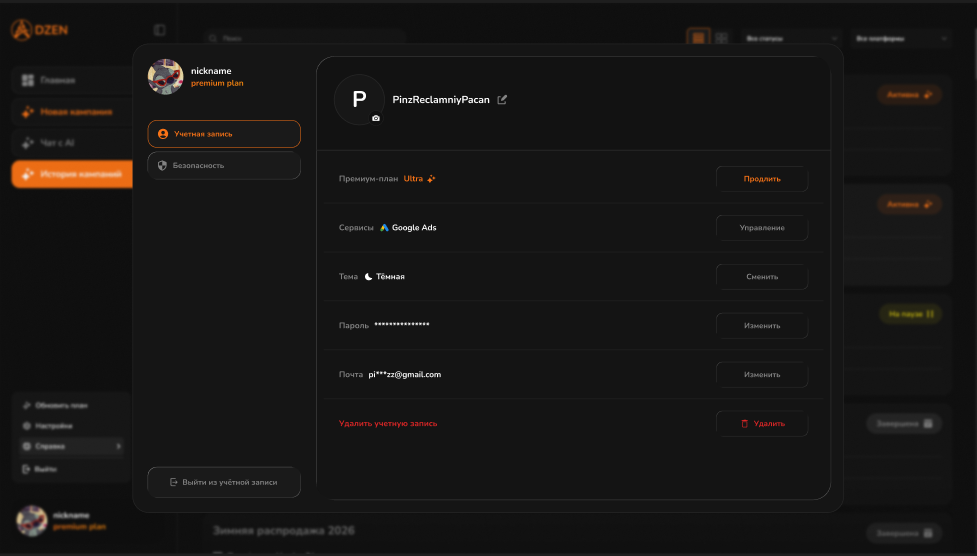 DZEN
Поиск
Все статусы
Все платформы
Главная
Новая кампания
Чат с AI
История кампаний
Обновить план
Настройки
Справка
Выйти
nickname
premium plan
nickname
premium plan
Учетная запись
Безопасность
Выйти из учётной записи
P
PinzReclamniyPacan
Премиум-план Ultra
Продлить
Сервисы Google Ads
Управление
Тема Тёмная
Сменить
Пароль **************
Изменить
Почта pi***zz@gmail.com
Изменить
Удалить учетную запись
Удалить
Активна
Активна
На паузе
Завершена
Завершена
Зимняя распродажа 2026